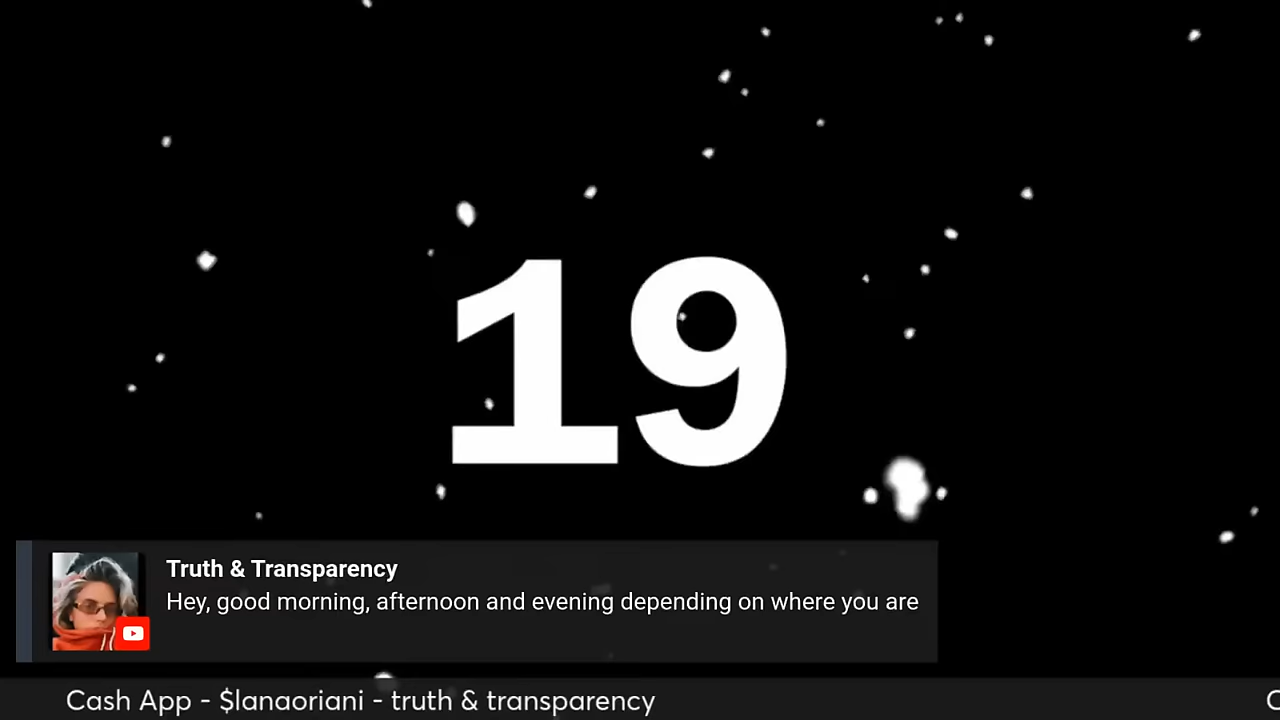 19
Truth & Transparency
Hey, good morning, afternoon and evening depending on where you are
Cash App - $lanaoriani - truth & transparency